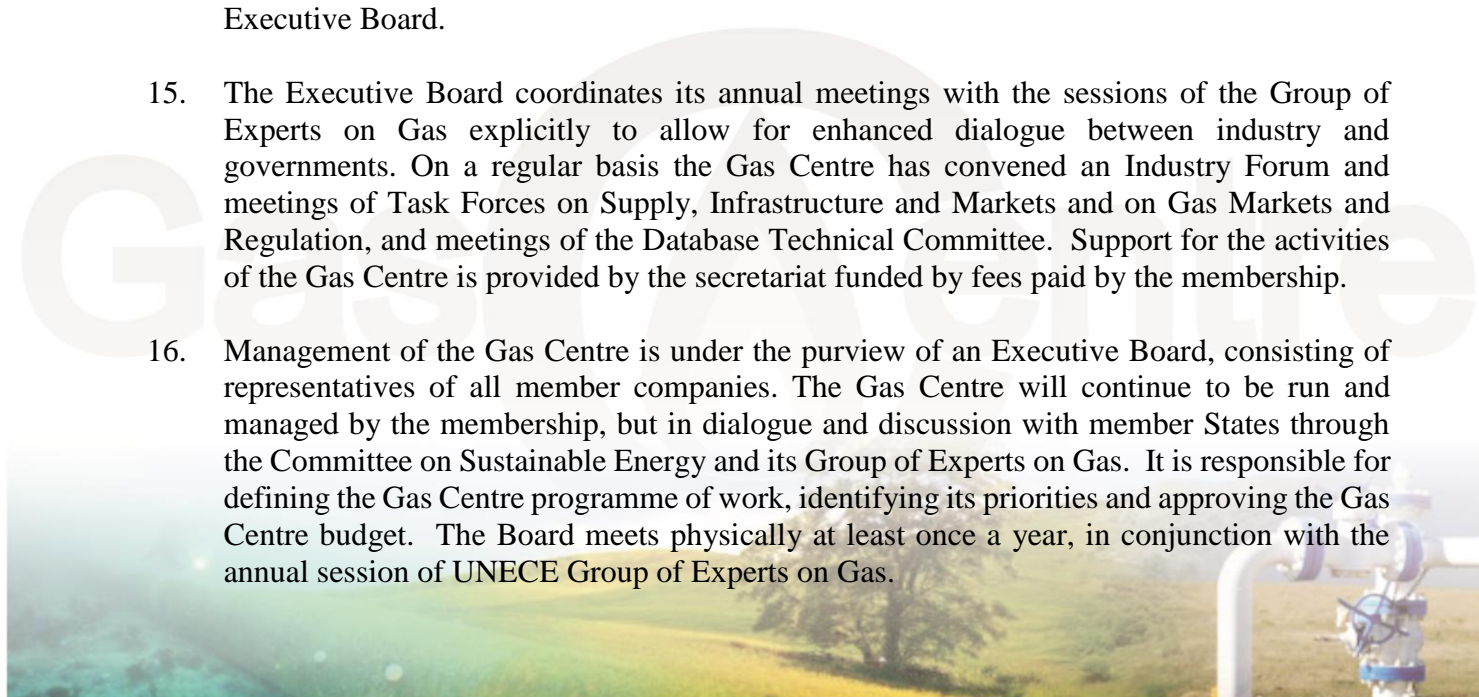 Executive Board.
15. The Executive Board coordinates its annual meetings with the sessions of the Group of
Experts on Gas explicitly to allow for enhanced dialogue between industry and
governments. On a regular basis the Gas Centre has convened an Industry Forum and
meetings of Task Forces on Supply, Infrastructure and Markets and on Gas Markets and
Regulation, and meetings of the Database Technical Committee. Support for the activities
of the Gas Centre is provided by the secretariat funded by fees paid by the membership.
16. Management of the Gas Centre is under the purview of an Executive Board, consisting of
representatives of all member companies. The Gas Centre will continue to be run and
managed by the membership, but in dialogue and discussion with member States through
the Committee on Sustainable Energy and its Group of Experts on Gas. It is responsible for
defining the Gas Centre programme of work, identifying its priorities and approving the Gas
Centre budget. The Board meets physically at least once a year, in conjunction with the
annual session of UNECE Group of Experts on Gas.
Gas Centre